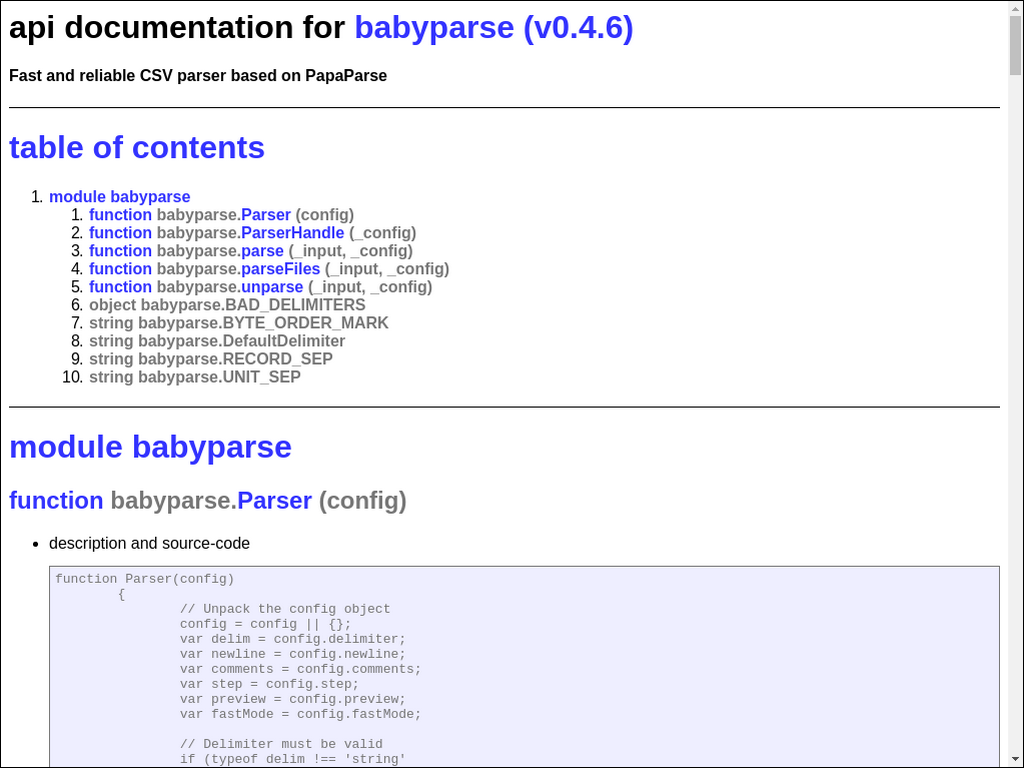 api documentation for babyparse (v0.4.6)
Fast and reliable CSV parser based on PapaParse
table of contents
1. module babyparse
1. function babyparse.Parser (config)
2. function babyparse.ParserHandle (_config)
3. function babyparse.parse (_input, _config)
4. function babyparse.parseFiles (_input, _config)
5. function babyparse.unparse (_input, _config)
6. object babyparse.BAD_DELIMITERS
7. string babyparse.BYTE_ORDER_MARK
8. string babyparse.DefaultDelimiter
9. string babyparse.RECORD_SEP
10. string babyparse.UNIT_SEP
module babyparse
function babyparse.Parser (config)
• description and source-code
function Parser(config)
{
// Unpack the config object
config = config || {};
var delim = config.delimiter;
var newline = config.newline;
var comments = config.comments;
var step = config.step;
var preview = config.preview;
var fastMode = config.fastMode;
// Delimiter must be valid
if (typeof delim !== 'string'